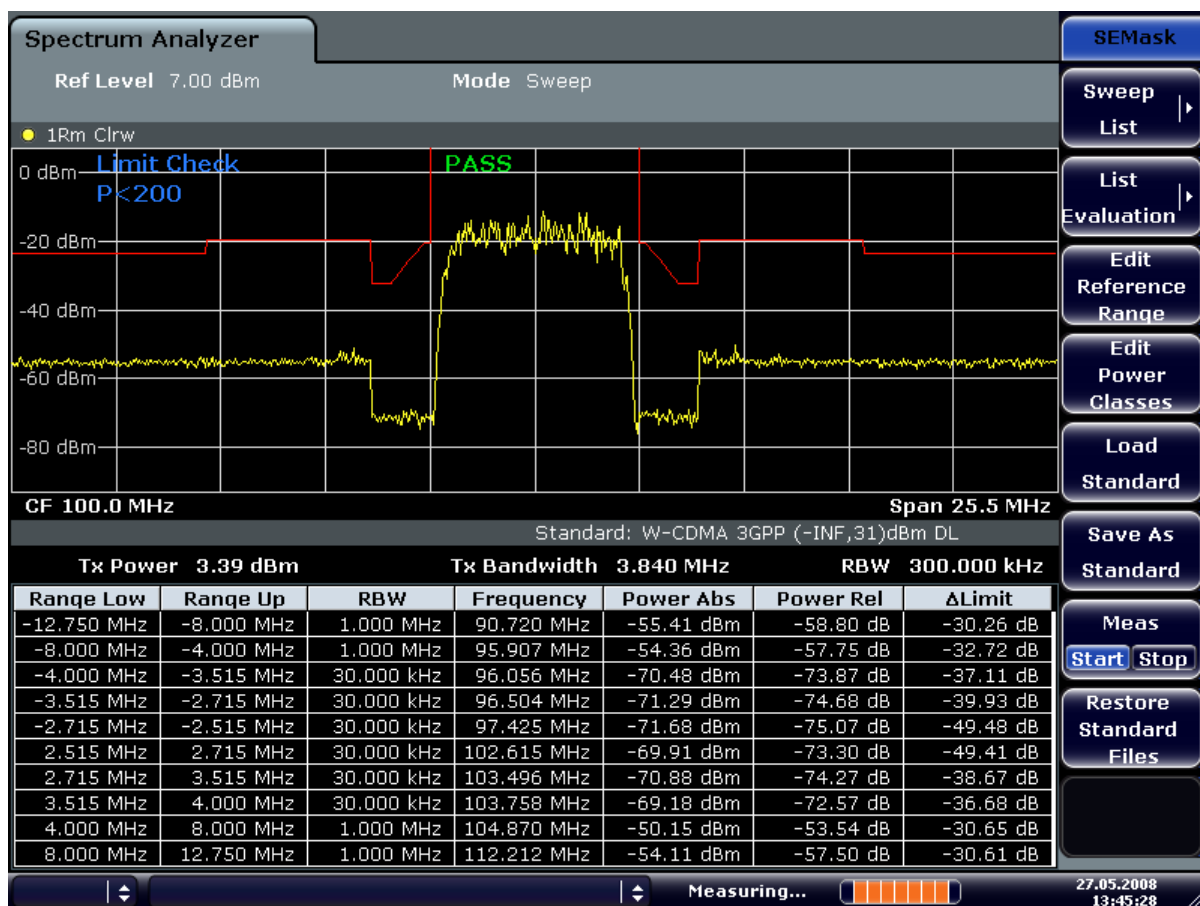 Spectrum Analyzer
Ref Level 7.00 dBm Mode Sweep
1Rm Clrw
Limit Check PASS
P<200
0 dBm
-20 dBm
-40 dBm
-60 dBm
-80 dBm
CF 100.0 MHz Span 25.5 MHz
Standard: W-CDMA 3GPP (-INF,31)dBm DL
Tx Power 3.39 dBm Tx Bandwidth 3.840 MHz RBW 300.000 kHz
Range Low Range Up RBW Frequency Power Abs Power Rel ΔLimit
-12.750 MHz -8.000 MHz 1.000 MHz 90.720 MHz -55.41 dBm -58.80 dB -30.26 dB
-8.000 MHz -4.000 MHz 1.000 MHz 95.907 MHz -54.36 dBm -57.75 dB -32.72 dB
-4.000 MHz -3.515 MHz 30.000 kHz 96.056 MHz -70.48 dBm -73.87 dB -37.11 dB
-3.515 MHz -2.715 MHz 30.000 kHz 96.504 MHz -71.29 dBm -74.68 dB -39.93 dB
-2.715 MHz -2.515 MHz 30.000 kHz 97.425 MHz -71.68 dBm -75.07 dB -49.48 dB
2.515 MHz 2.715 MHz 30.000 kHz 102.615 MHz -69.91 dBm -73.30 dB -49.41 dB
2.715 MHz 3.515 MHz 30.000 kHz 103.496 MHz -70.88 dBm -74.27 dB -38.67 dB
3.515 MHz 4.000 MHz 30.000 kHz 103.758 MHz -69.18 dBm -72.57 dB -36.68 dB
4.000 MHz 8.000 MHz 1.000 MHz 104.870 MHz -50.15 dBm -53.54 dB -30.65 dB
8.000 MHz 12.750 MHz 1.000 MHz 112.212 MHz -54.11 dBm -57.50 dB -30.61 dB
Measuring...
SEMask
Sweep
List
List
Evaluation
Edit
Reference
Range
Edit
Power
Classes
Load
Standard
Save As
Standard
Meas
Start Stop
Restore
Standard
Files
27.05.2008
13:45:28